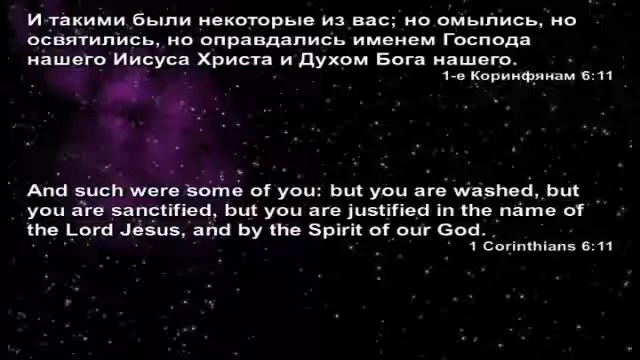 И такими были некоторые из вас; но омылись, но
освятились, но оправдались именем Господа
нашего Иисуса Христа и Духом Бога нашего.
1-е Коринфянам 6:11
And such were some of you: but you are washed, but
you are sanctified, but you are justified in the name of
the Lord Jesus, and by the Spirit of our God.
1 Corinthians 6:11